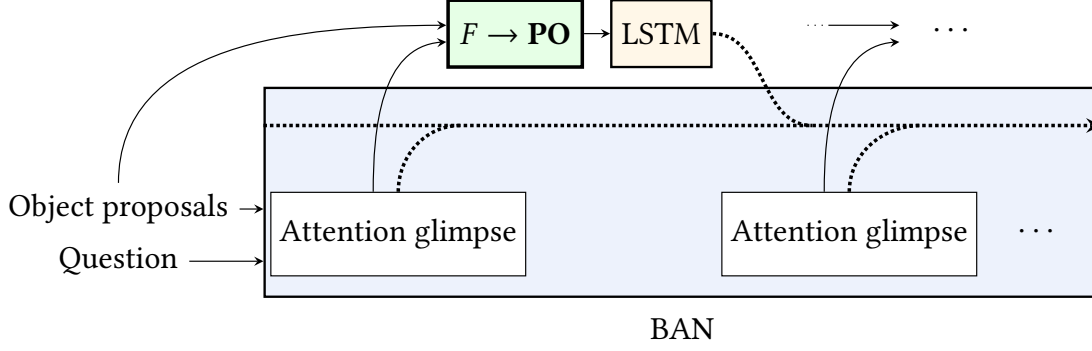 F → PO
LSTM
...
...
Object proposals
Question
Attention glimpse
Attention glimpse
...
BAN